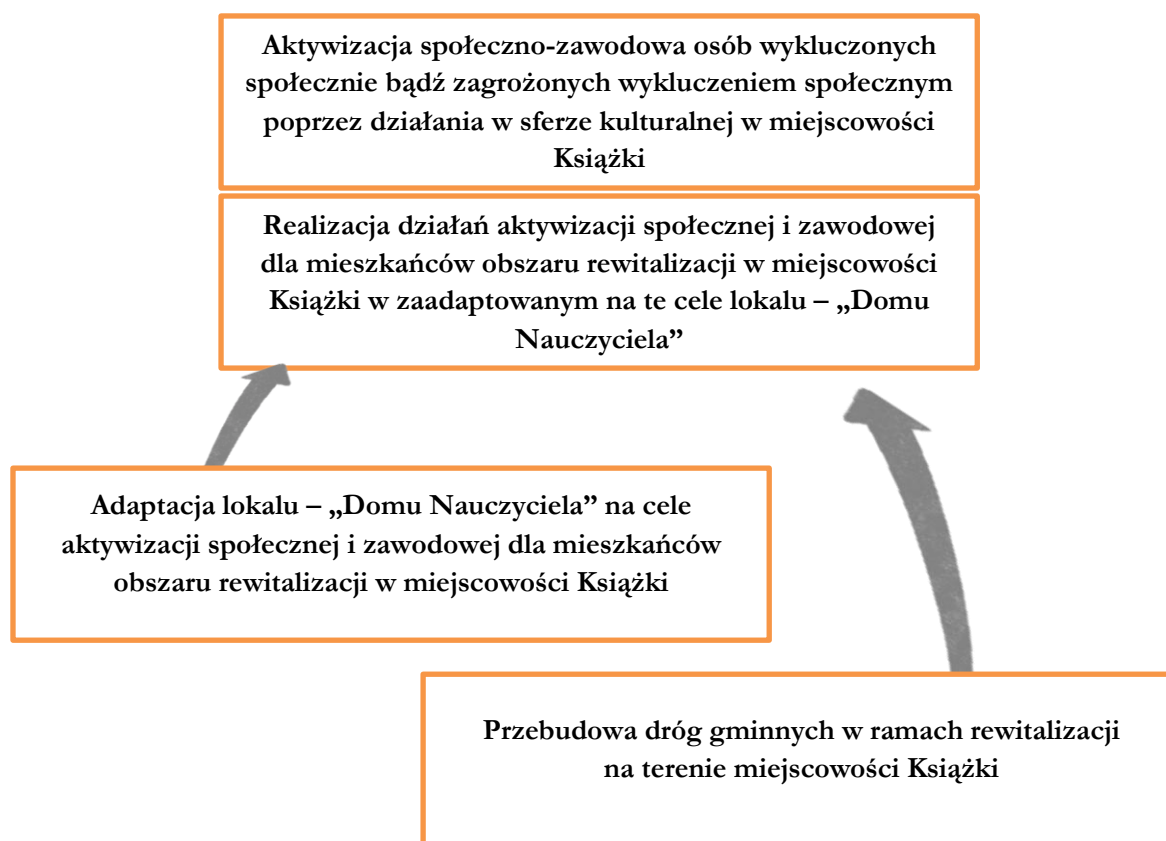 Aktywizacja społeczno-zawodowa osób wykluczonych
społecznie bądź zagrożonych wykluczeniem społecznym
poprzez działania w sferze kulturalnej w miejscowości
Książki
Realizacja działań aktywizacji społecznej i zawodowej
dla mieszkańców obszaru rewitalizacji w miejscowości
Książki w zaadaptowanym na te cele lokalu – „Domu
Nauczyciela”
Adaptacja lokalu – „Domu Nauczyciela” na cele
aktywizacji społecznej i zawodowej dla mieszkańców
obszaru rewitalizacji w miejscowości Książki
Przebudowa dróg gminnych w ramach rewitalizacji
na terenie miejscowości Książki